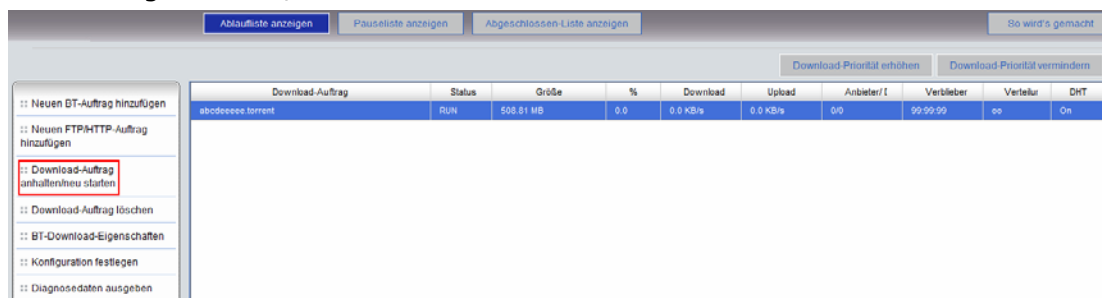 Ablaufliste anzeigen Pauseliste anzeigen Abgeschlossen-Liste anzeigen So wird's gemacht
Download-Priorität erhöhen Download-Priorität vermindern
:: Neuen BT-Auftrag hinzufügen
:: Neuen FTP/HTTP-Auftrag
hinzufügen
:: Download-Auftrag
anhalten/neu starten
:: Download-Auftrag löschen
:: BT-Download-Eigenschaften
:: Konfiguration festlegen
:: Diagnosedaten ausgeben
Download-Auftrag Status Größe % Download Upload Anbieter/ I Verblieber Verteilur DHT
abcdeeeee.torrent RUN 508.81 MB 0.0 0.0 KB/s 0.0 KB/s 0/0 99:99:99 ∞ On